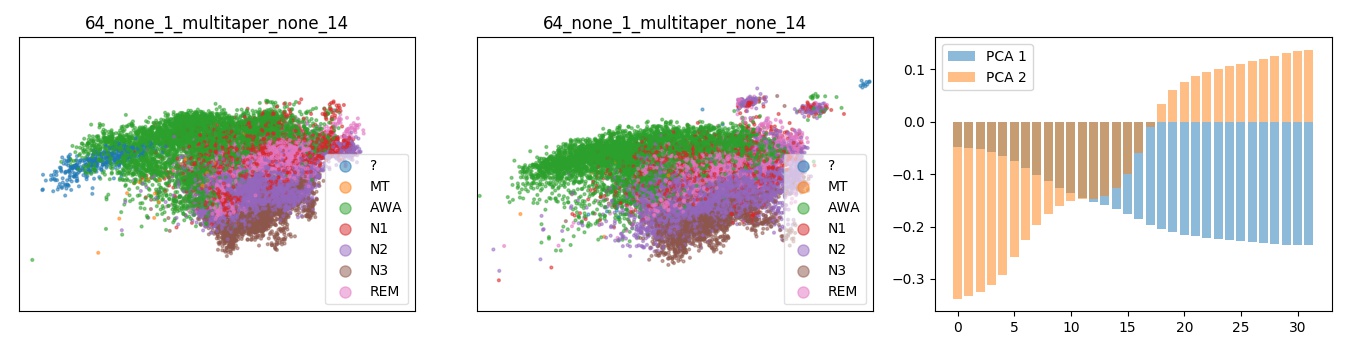 64_none_1_multitaper_none_14
?
MT
AWA
N1
N2
N3
REM
64_none_1_multitaper_none_14
?
MT
AWA
N1
N2
N3
REM
PCA 1
PCA 2
0.1
0.0
−0.1
−0.2
−0.3
0 5 10 15 20 25 30